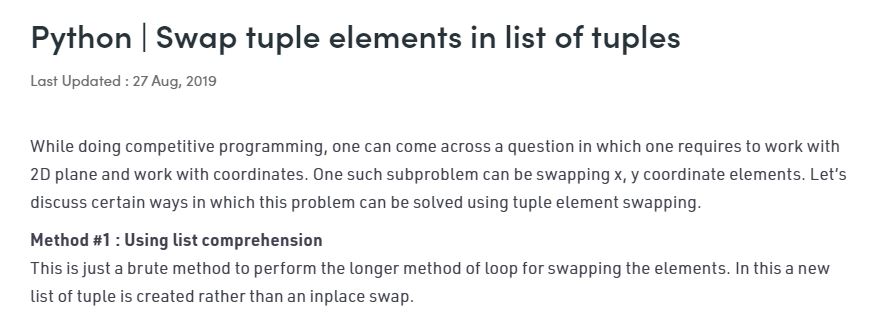 Python | Swap tuple elements in list of tuples
Last Updated : 27 Aug, 2019
While doing competitive programming, one can come across a question in which one requires to work with
2D plane and work with coordinates. One such subproblem can be swapping x, y coordinate elements. Let’s
discuss certain ways in which this problem can be solved using tuple element swapping.
Method #1 : Using list comprehension
This is just a brute method to perform the longer method of loop for swapping the elements. In this a new
list of tuple is created rather than an inplace swap.